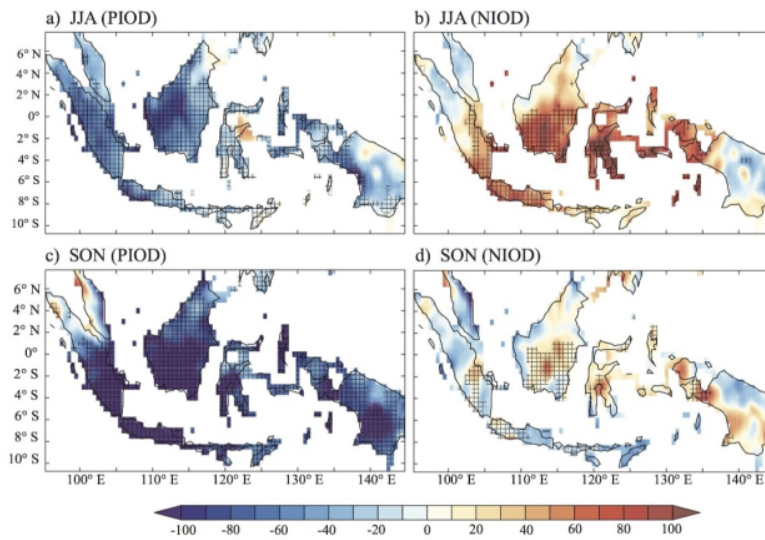 a) JJA (PIOD)
b) JJA (NIOD)
6° N
4° N
2° N
0°
2° S
4° S
6° S
8° S
10° S
c) SON (PIOD)
d) SON (NIOD)
6° N
4° N
2° N
0°
2° S
4° S
6° S
8° S
10° S
100° E 110° E 120° E 130° E 140° E
100° E 110° E 120° E 130° E 140° E
-100 -80 -60 -40 -20 0 20 40 60 80 100